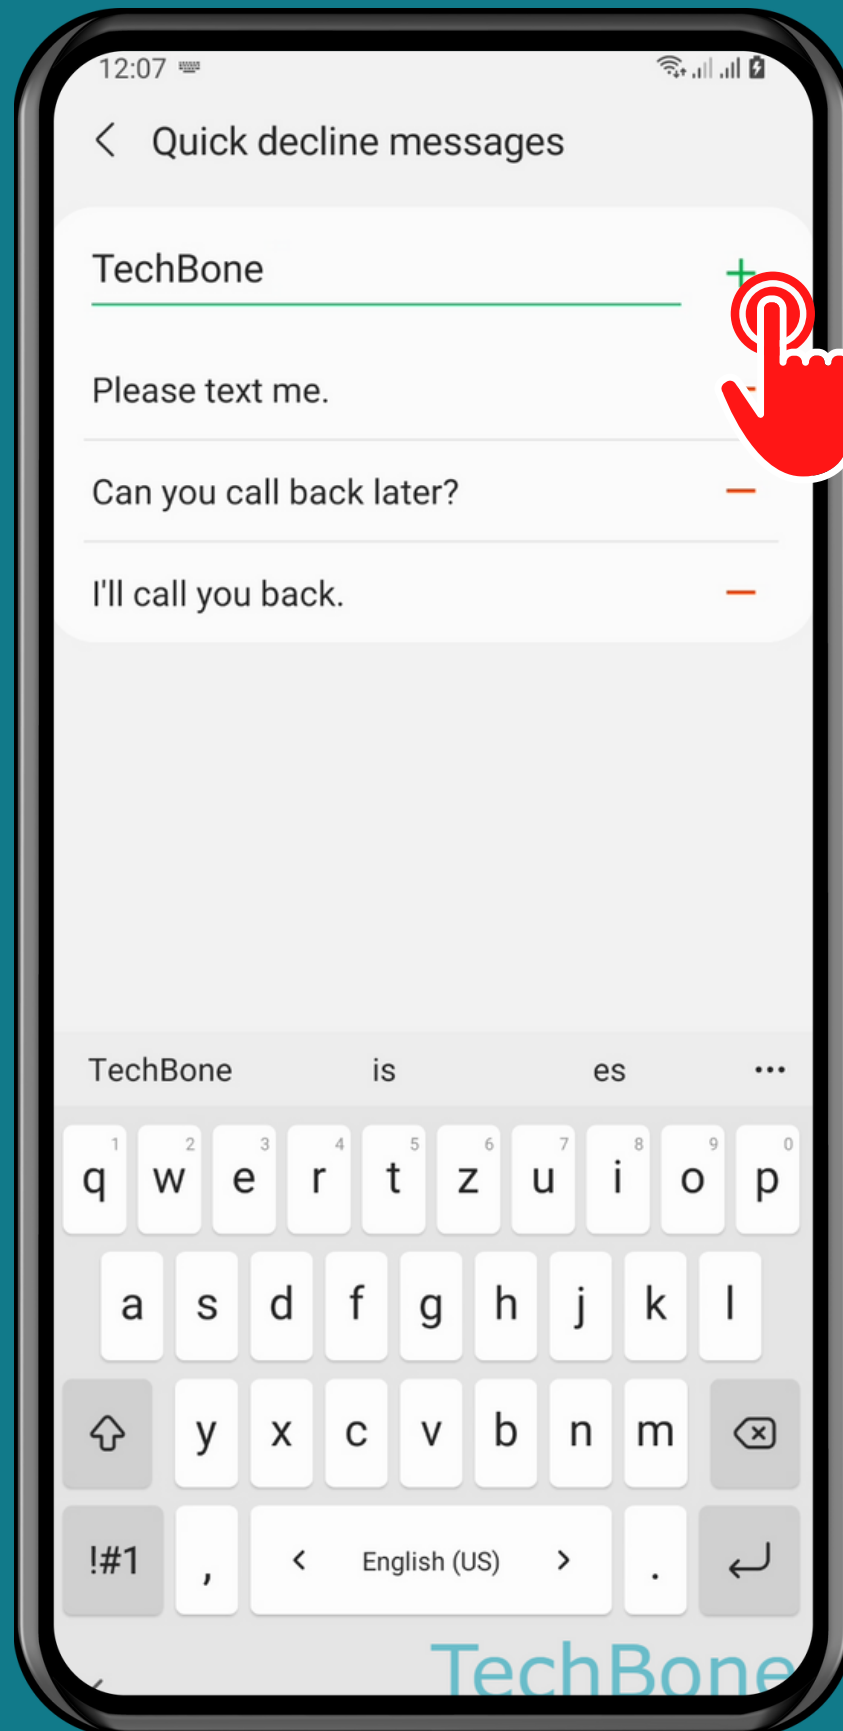 12:07
Quick decline messages
TechBone
Please text me.
Can you call back later?
I'll call you back.
TechBone is es
1 2 3 4 5 6 7 8 9 0
q w e r t z u i o p
a s d f g h j k l
y x c v b n m
!#1 , < English (US) > .
TechBone